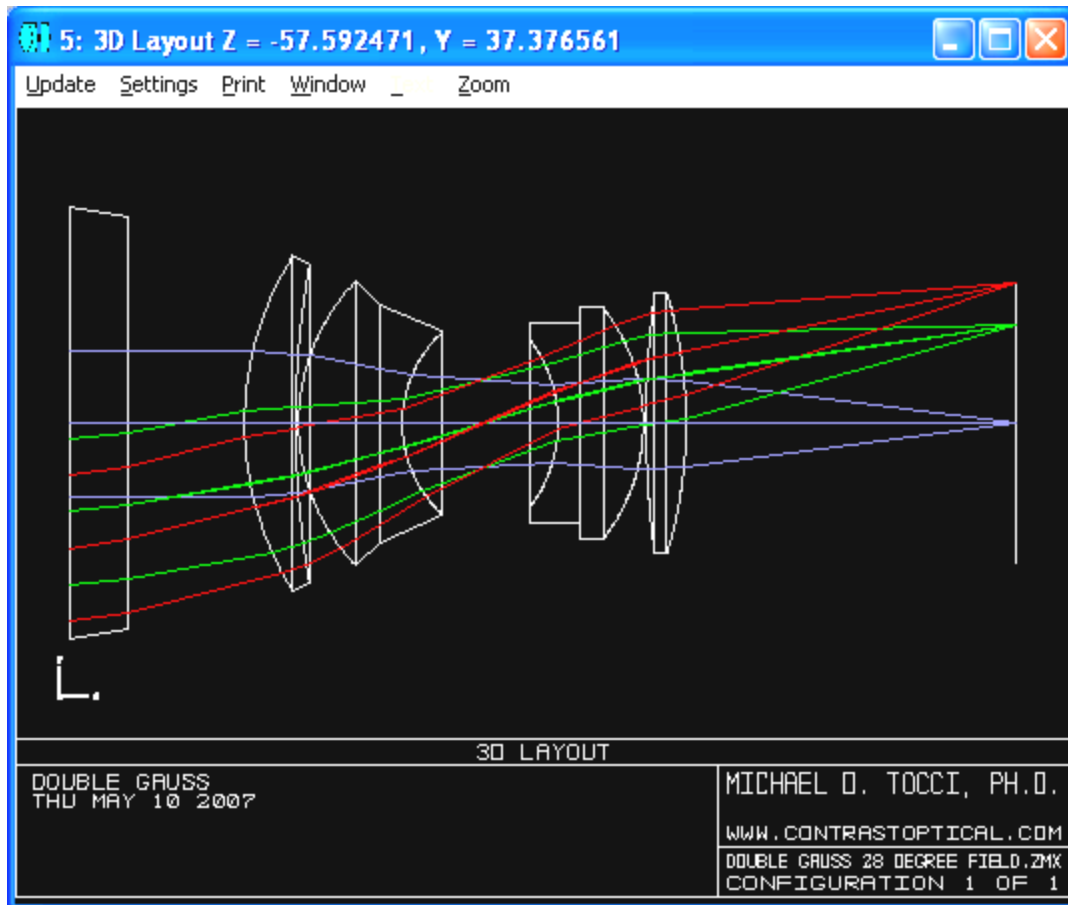 5: 3D Layout Z = -57.592471, Y = 37.376561
Update Settings Print Window _ Zoom
3D LAYOUT
DOUBLE GAUSS
THU MAY 10 2007
MICHAEL D. TOCCI, PH.D.
WWW.CONTRASTOPTICAL.COM
DOUBLE GAUSS 28 DEGREE FIELD.ZMX
CONFIGURATION 1 OF 1